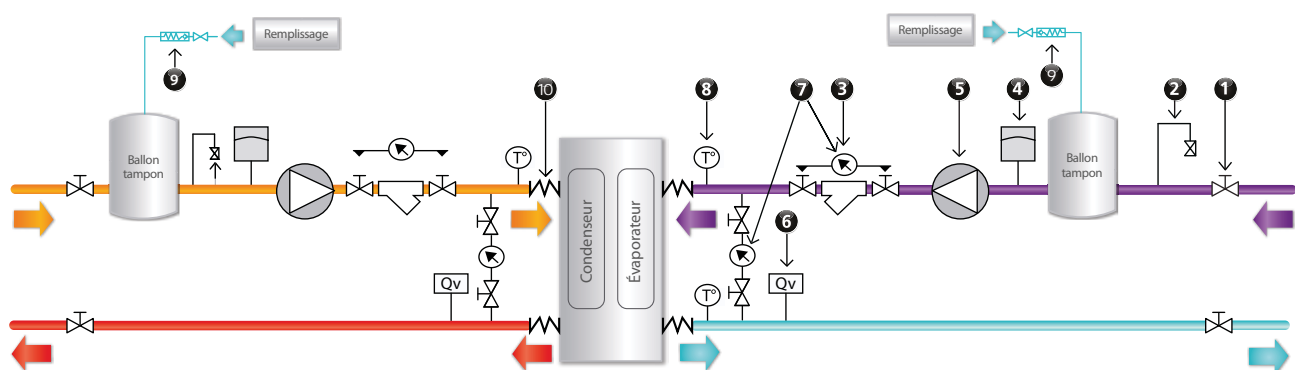 Remplissage
Remplissage
9
10
8
7
3
5
4
9
2
1
Ballon
tampon
T°
T°
Ballon
tampon
Condenseur
Évaporateur
6
Qv
T°
Qv